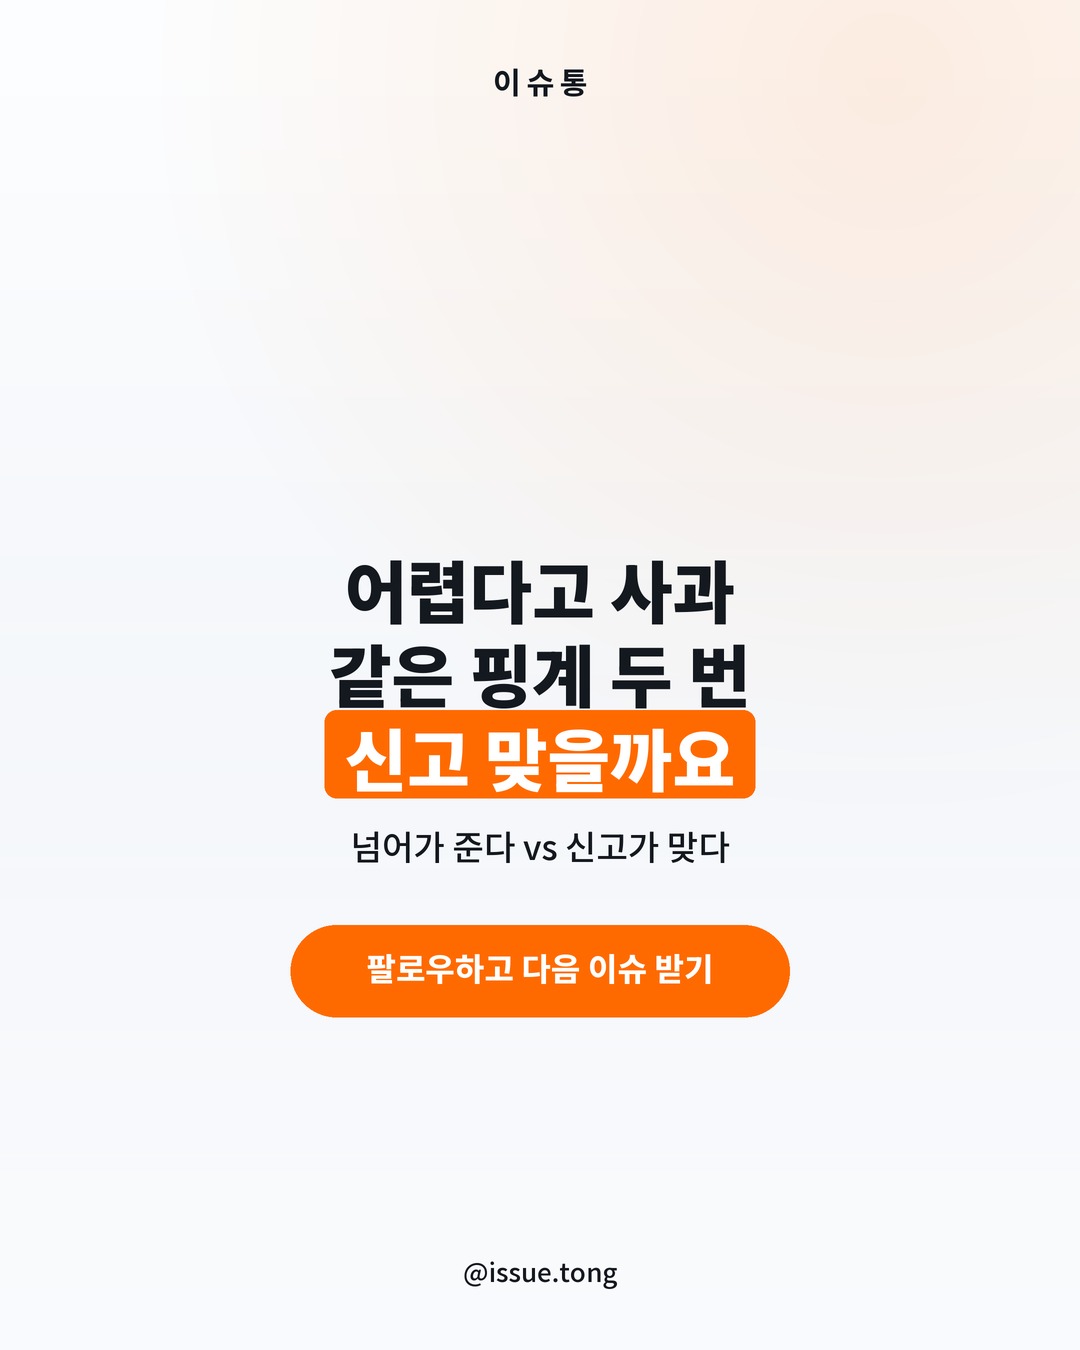 이슈통
어렵다고 사과
같은 핑계 두 번
신고 맞을까요
넘어가 준다 vs 신고가 맞다
팔로우하고 다음 이슈 받기
@issue.tong